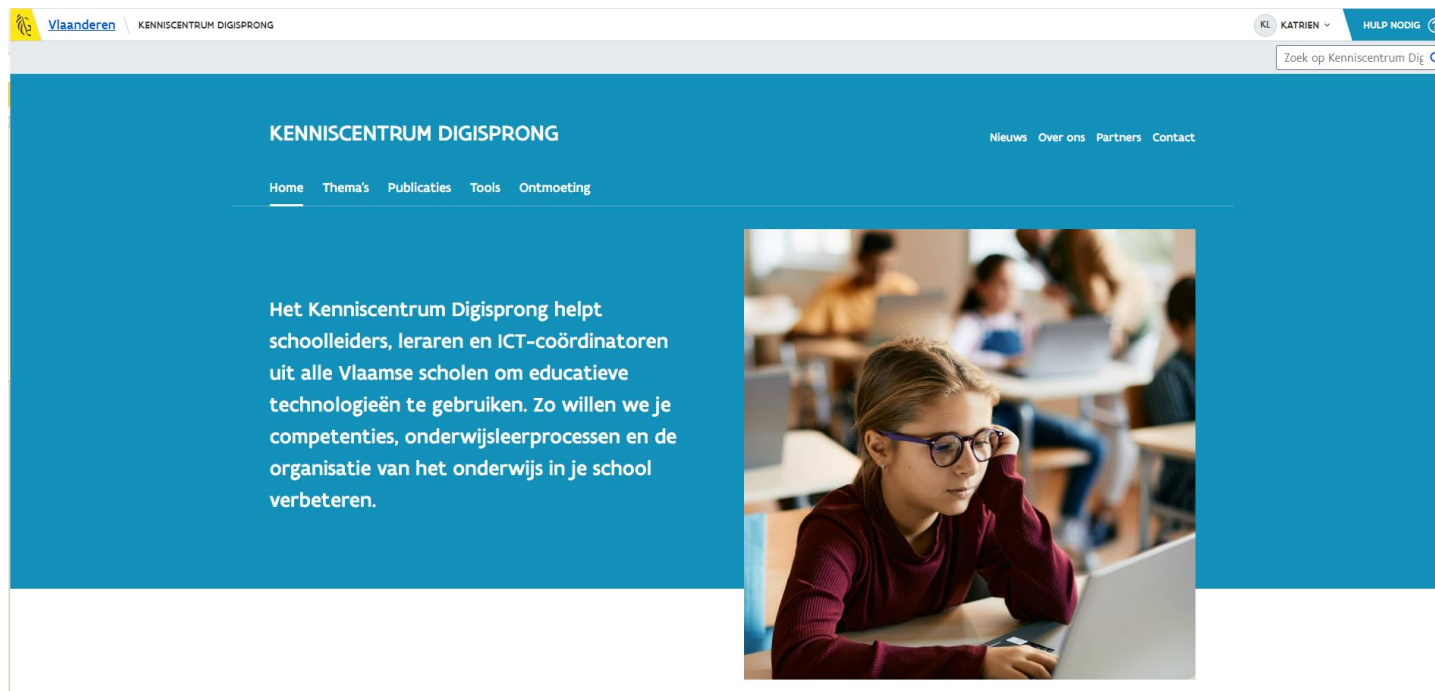 Vlaanderen
KENNISCENTRUM DIGISPRONG
KL KATRIEN
HULP NODIG
Zoek op Kenniscentrum Dig
KENNISCENTRUM DIGISPRONG
Nieuws Over ons Partners Contact
Home Thema's Publicaties Tools Ontmoeting
Het Kenniscentrum Digisprong helpt
schoolleiders, leraren en ICT-coördinatoren
uit alle Vlaamse scholen om educatieve
technologieën te gebruiken. Zo willen we je
competenties, onderwijsleerprocessen en de
organisatie van het onderwijs in je school
verbeteren.